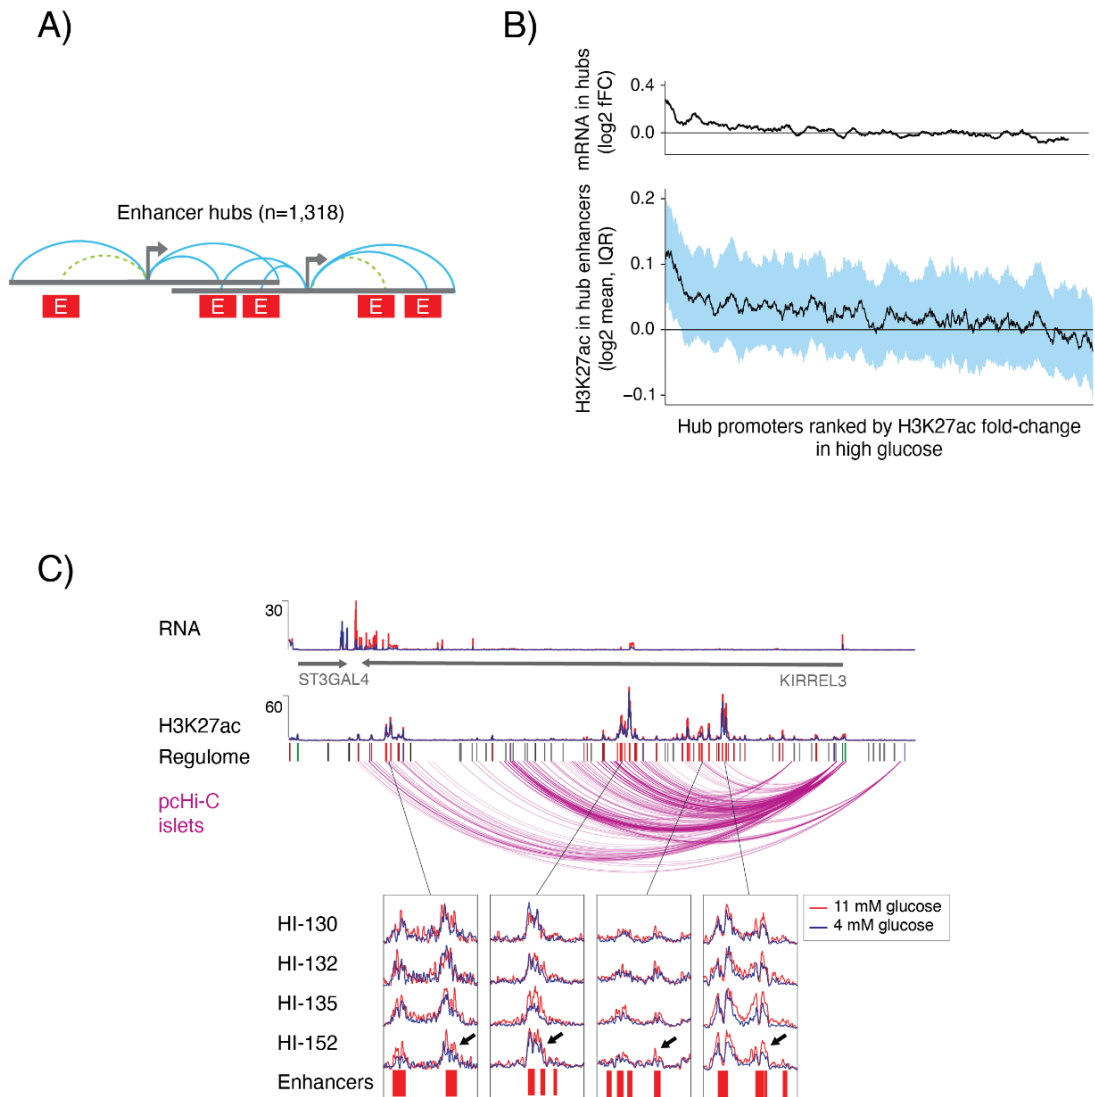 A)
Enhancer hubs (n=1,318)
E
E
E
E
E
B)
mRNA in hubs
(log2 fFC)
0.4
0.0
H3K27ac in hub enhancers
(log2 mean, IQR)
0.2
0.1
0.0
−0.1
Hub promoters ranked by H3K27ac fold-change
in high glucose
C)
RNA
30
ST3GAL4
KIRREL3
60
H3K27ac
Regulome
pcHi-C
islets
11 mM glucose
4 mM glucose
HI-130
HI-132
HI-135
HI-152
Enhancers